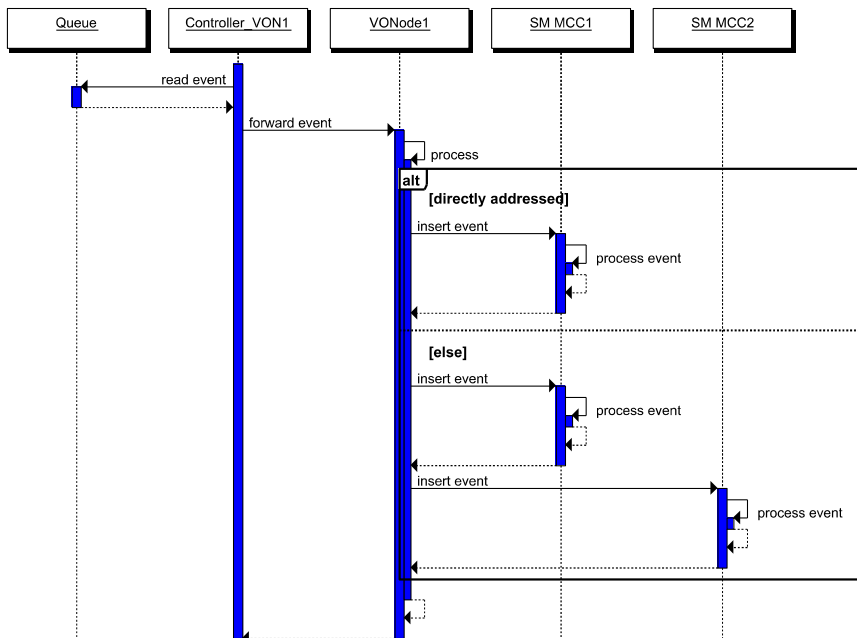 Queue
Controller_VON1
VONode1
SM MCC1
SM MCC2
read event
forward event
process
alt
[directly addressed]
insert event
process event
[else]
insert event
process event
insert event
process event